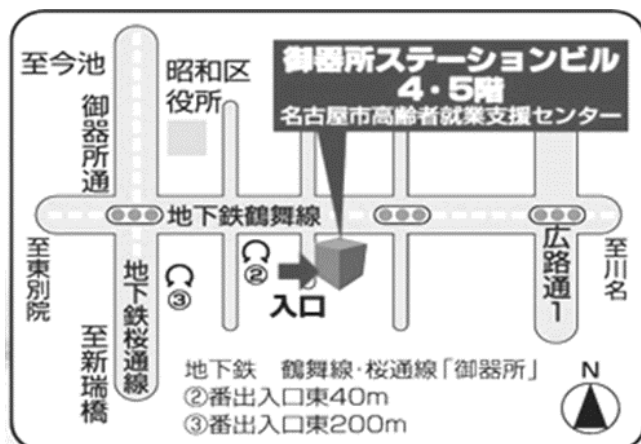 至今池
昭和区
役所
御器所ステーションビル
4・5階
名古屋市高齢者就業支援センター
御器所通
地下鉄鶴舞線
至東別院
地下鉄桜通線
③
②
入口
広路通1
至川名
至新瑞橋
地下鉄 鶴舞線・桜通線「御器所」
②番出入口東40m
③番出入口東200m
N